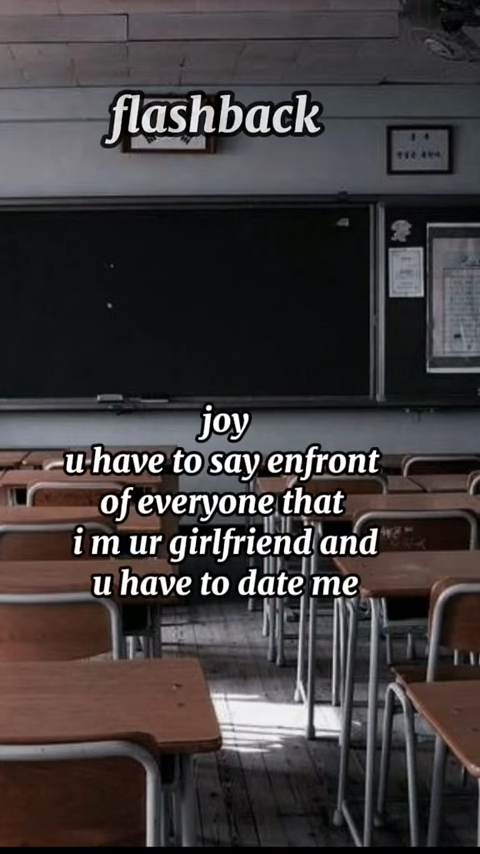 flashback
joy
u have to say enfront
of everyone that
i m ur girlfriend and
u have to date me